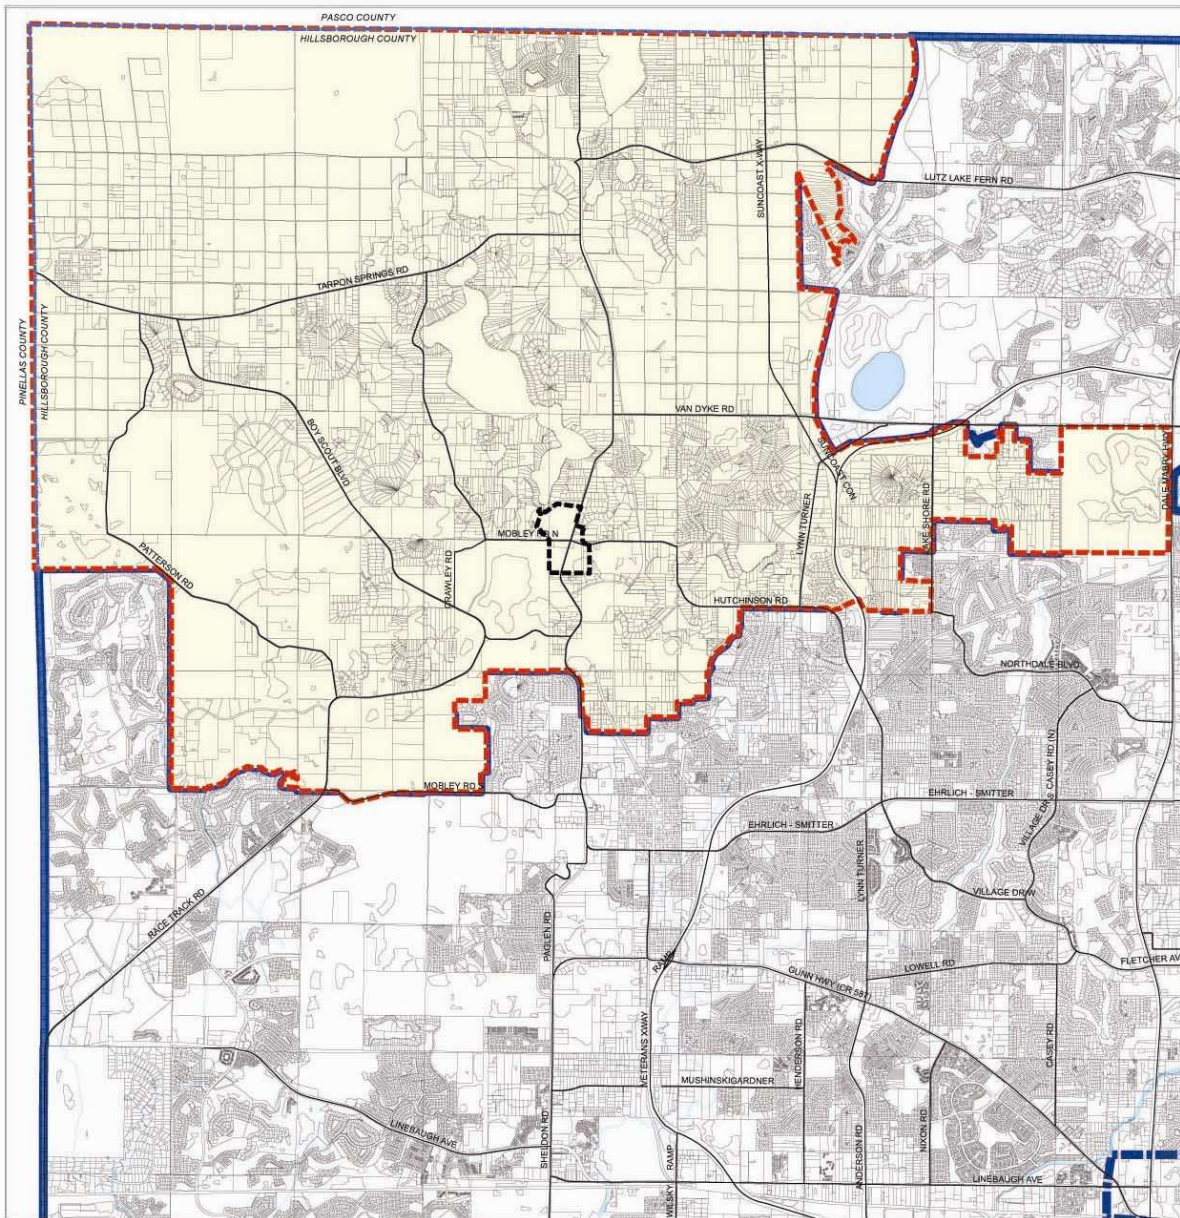 PASCO COUNTY
HILLSBOROUGH COUNTY
SUNCOAST X-WAY
LUTZ LAKE FERN RD
TARPON SPRINGS RD
PINELLAS COUNTY
HILLSBOROUGH COUNTY
VAN DYKE RD
BOY SCOUT BLVD
SUNCOAST CON
DALE MABRY HWY
LAKE SHORE RD
LYNN TURNER
MOBLEY RD N
PATTERSON RD
CRAWLEY RD
HUTCHINSON RD
NORTHDALE BLVD
MOBLEY RD S
CASEY RD (N)
VILLAGE DR S
EHRLICH - SMITTER
EHRLICH - SMITTER
LYNN TURNER
VILLAGE DR W
RACE TRACK RD
PAGLEN RD
RAMP
LOWELL RD
FLETCHER AV
GUNN HWY (CR 587)
VETERANS XWAY
HENDERSON RD
CASEY RD
MUSHINSKIGARDNER
LINEBAUGH AVE
SHELDON RD
NIXON RD
ANDERSON RD
RAMP
LINEBAUGH AVE
WILSKY